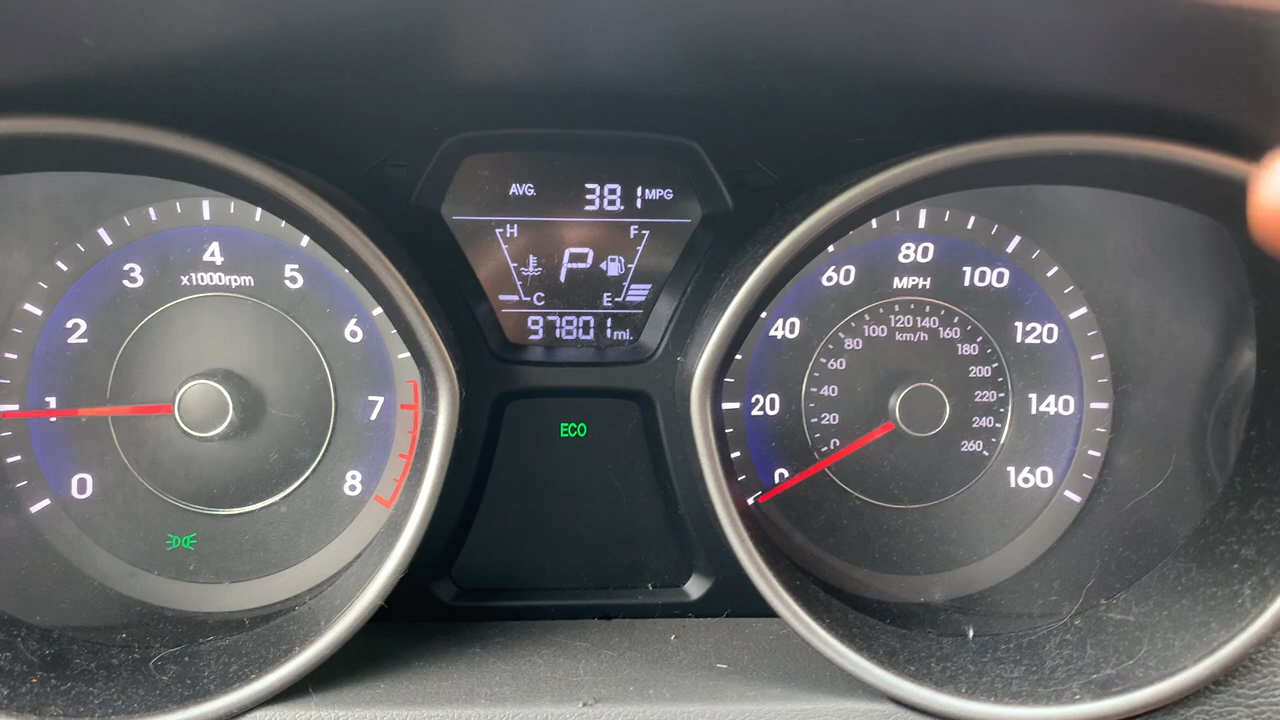 AVG. 38.1 MPG
H F
P
C E
97801 mi.
ECO
0 1 2 3 4 5 6 7 8
x1000rpm
0 20 40 60 80 100 120 140 160
MPH
0 20 40 60 80 100 120 140 160 180 200 220 240 260
km/h